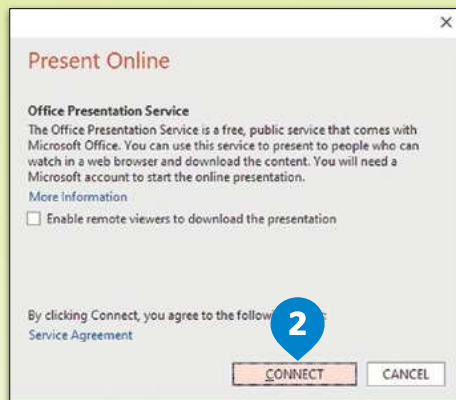 Present Online
Office Presentation Service
The Office Presentation Service is a free, public service that comes with
Microsoft Office. You can use this service to present to people who can
watch in a web browser and download the content. You will need a
Microsoft account to start the online presentation.
More Information
Enable remote viewers to download the presentation
By clicking Connect, you agree to the
2
Service Agreement
CONNECT CANCEL